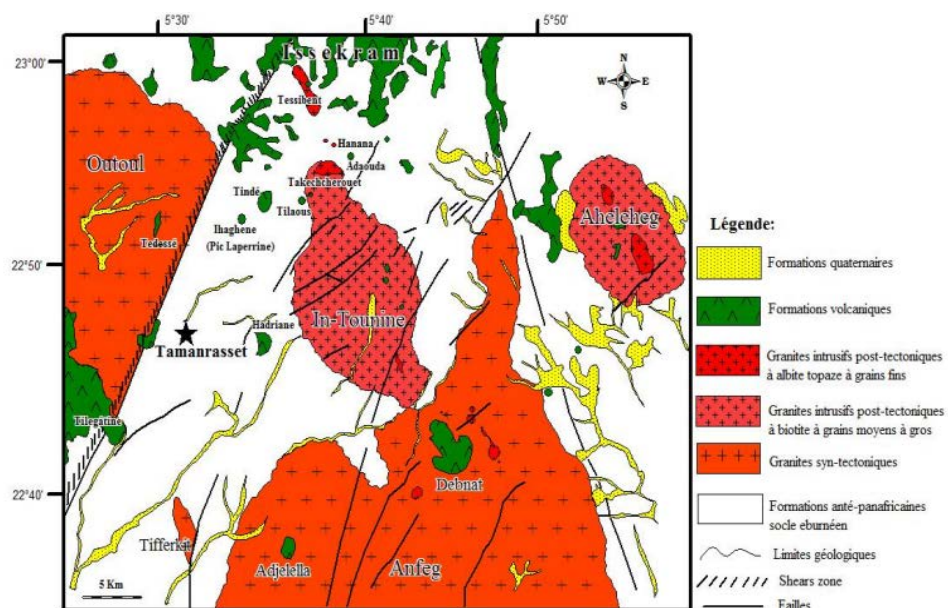 5°30'
5°40'
5°50'
23°00'
22°50'
22°40'
İssekram
N
W
E
S
Tessibent
Hanana
Adaouda
Takechcherouet
Tindé
Tilaous
Ihaghene
(Pic Laperrine)
Outoul
Tedessé
Aheleheg
In-Tounine
Hadriane
Tamanrasset
Tilegâtine
Debnat
Tifferkit
Adjelella
Anfeg
5 Km
Légende:
Formations quaternaires
Formations volcaniques
Granites intrusifs post-tectoniques
à albite topaze à grains fins
Granites intrusifs post-tectoniques
à biotite à grains moyens à gros
Granites syn-tectoniques
Formations anté-panafricaines
socle eburnéen
Limites géologiques
Shears zone
Failles